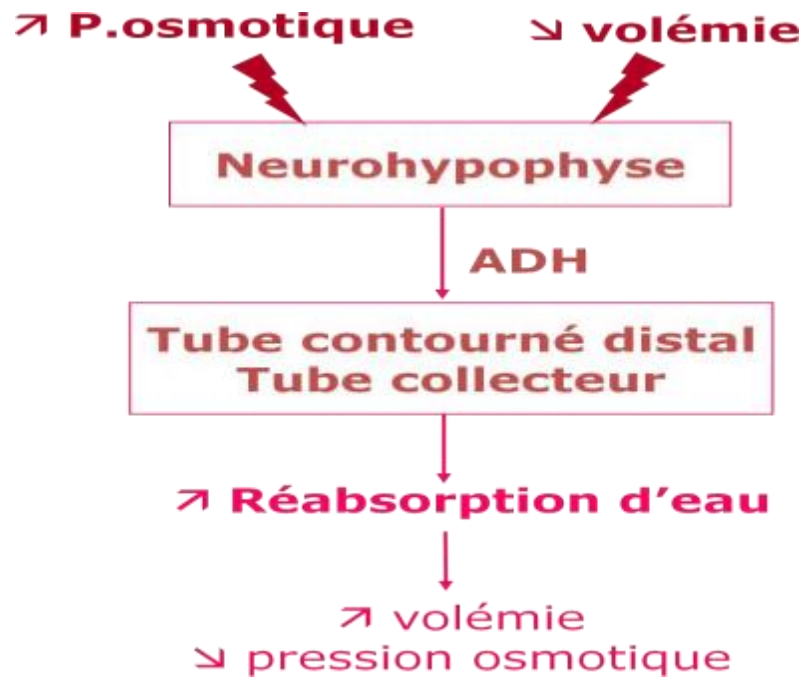 ↗ P.osmotique
↘ volémie
Neurohypophyse
ADH
Tube contourné distal
Tube collecteur
↗ Réabsorption d’eau
↗ volémie
↘ pression osmotique